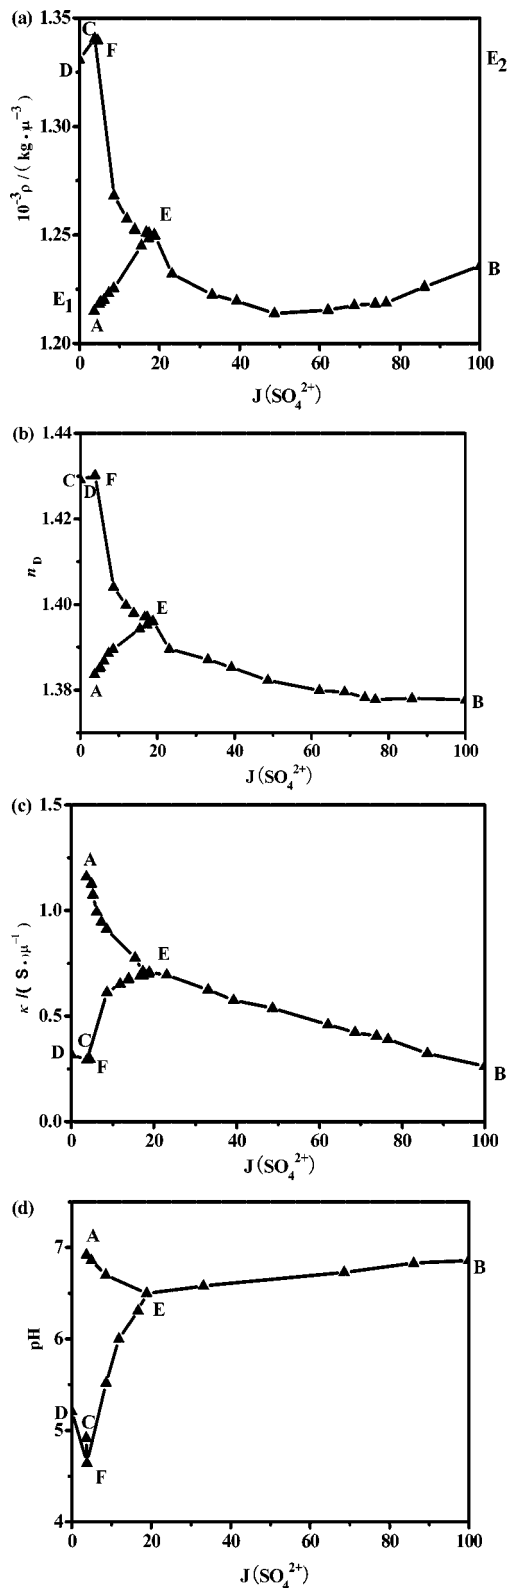 (a)
1.35
C
F
D
E2
1.30
10⁻³ρ/(kg·μ⁻³)
E
1.25
B
E1
A
1.20
0 20 40 60 80 100
J(SO₄²⁺)
(b)
1.44
C
D
F
1.42
n_D
1.40
E
1.38
A
B
0 20 40 60 80 100
J(SO₄²⁺)
(c)
1.5
A
1.0
κ/(S·μ⁻¹
E
0.5
C
D
F
B
0.0
0 20 40 60 80 100
J(SO₄²⁺)
(d)
A
7
B
E
pH
6
D
C
5
F
4
0 20 40 60 80 100
J(SO₄²⁺)